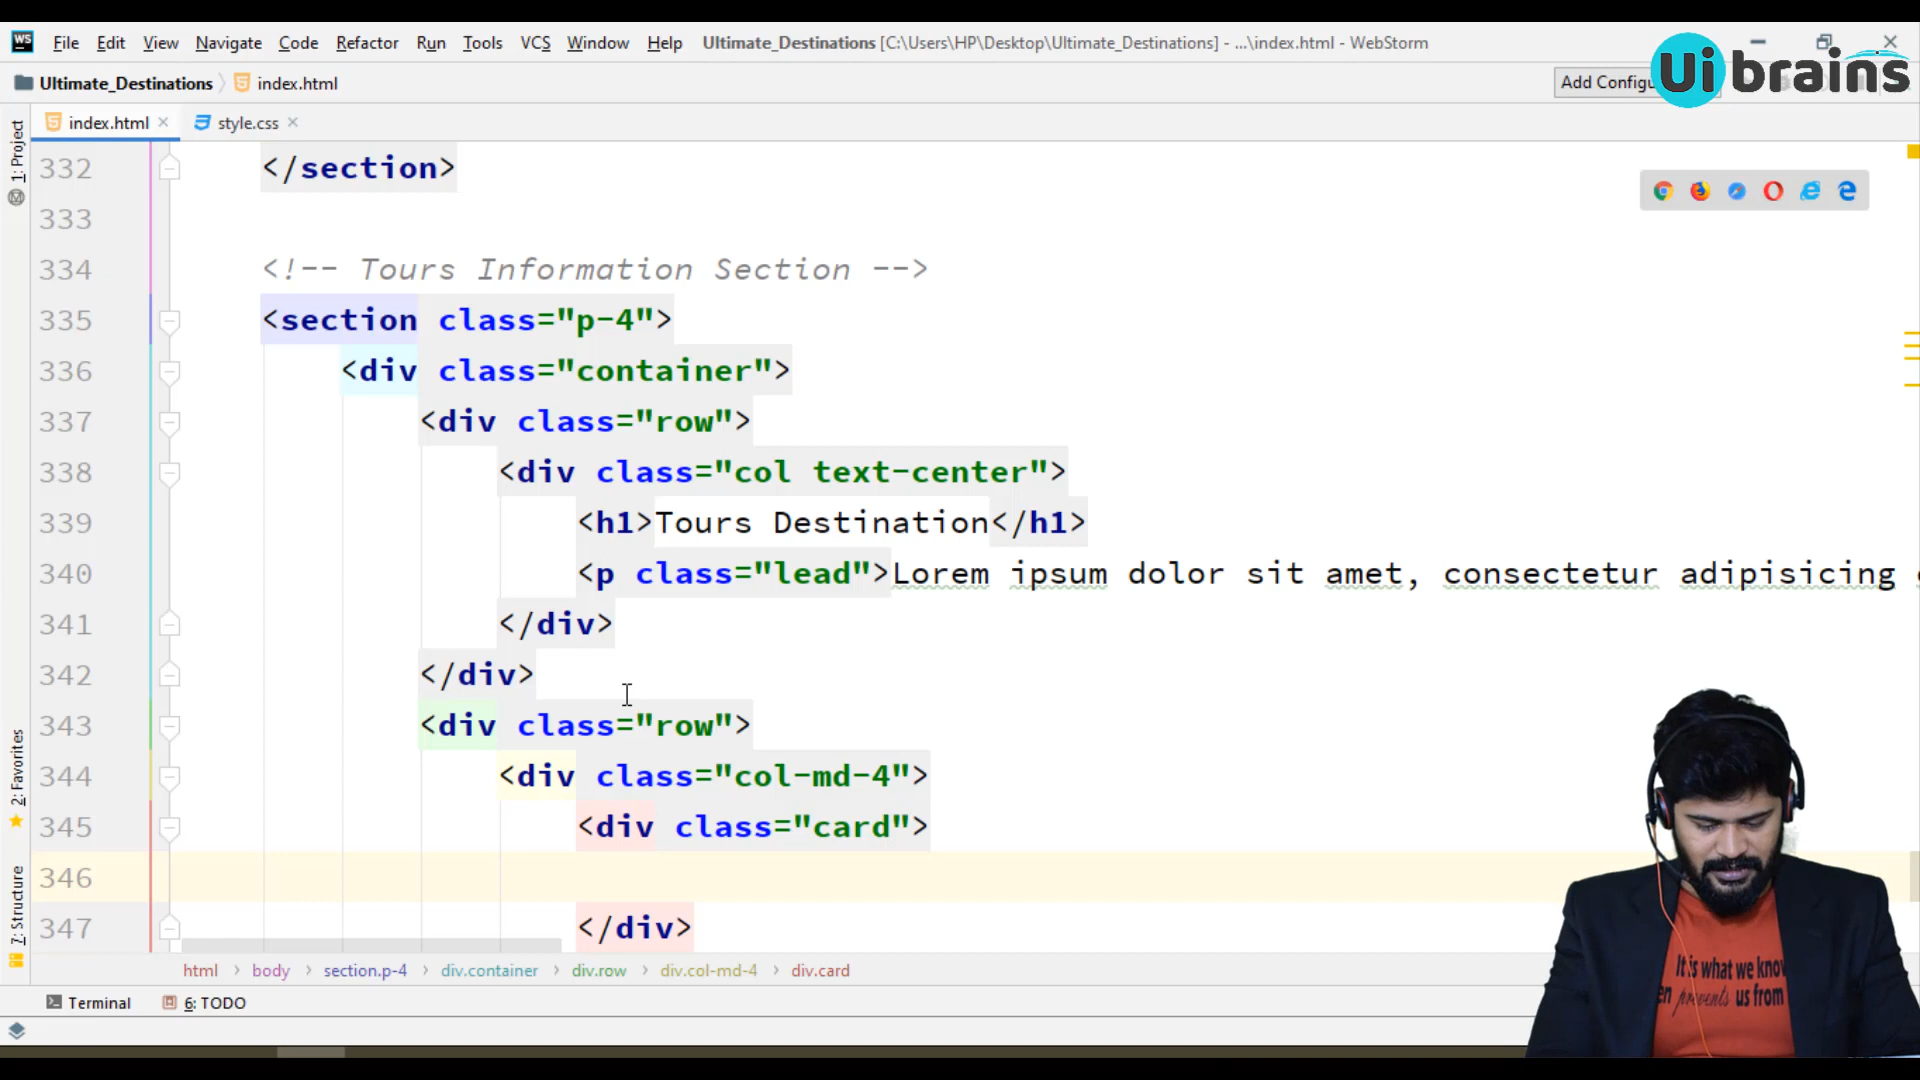 WS File Edit View Navigate Code Refactor Run Tools VCS Window Help Ultimate_Destinations [C:\Users\HP\Desktop\Ultimate_Destinations] - ...\index.html - WebStorm
Ultimate_Destinations index.html Add Configu
Ui brains
index.html style.css
1: Project
2: Favorites
7: Structure
332 </section>
333
334 <!-- Tours Information Section -->
335 <section class="p-4">
336 <div class="container">
337 <div class="row">
338 <div class="col text-center">
339 <h1>Tours Destination</h1>
340 <p class="lead">Lorem ipsum dolor sit amet, consectetur adipisicing
341 </div>
342 </div>
343 <div class="row">
344 <div class="col-md-4">
345 <div class="card">
346
347 </div>
html body section.p-4 div.container div.row div.col-md-4 div.card
Terminal 6: TODO
It is what we know
prevents us from